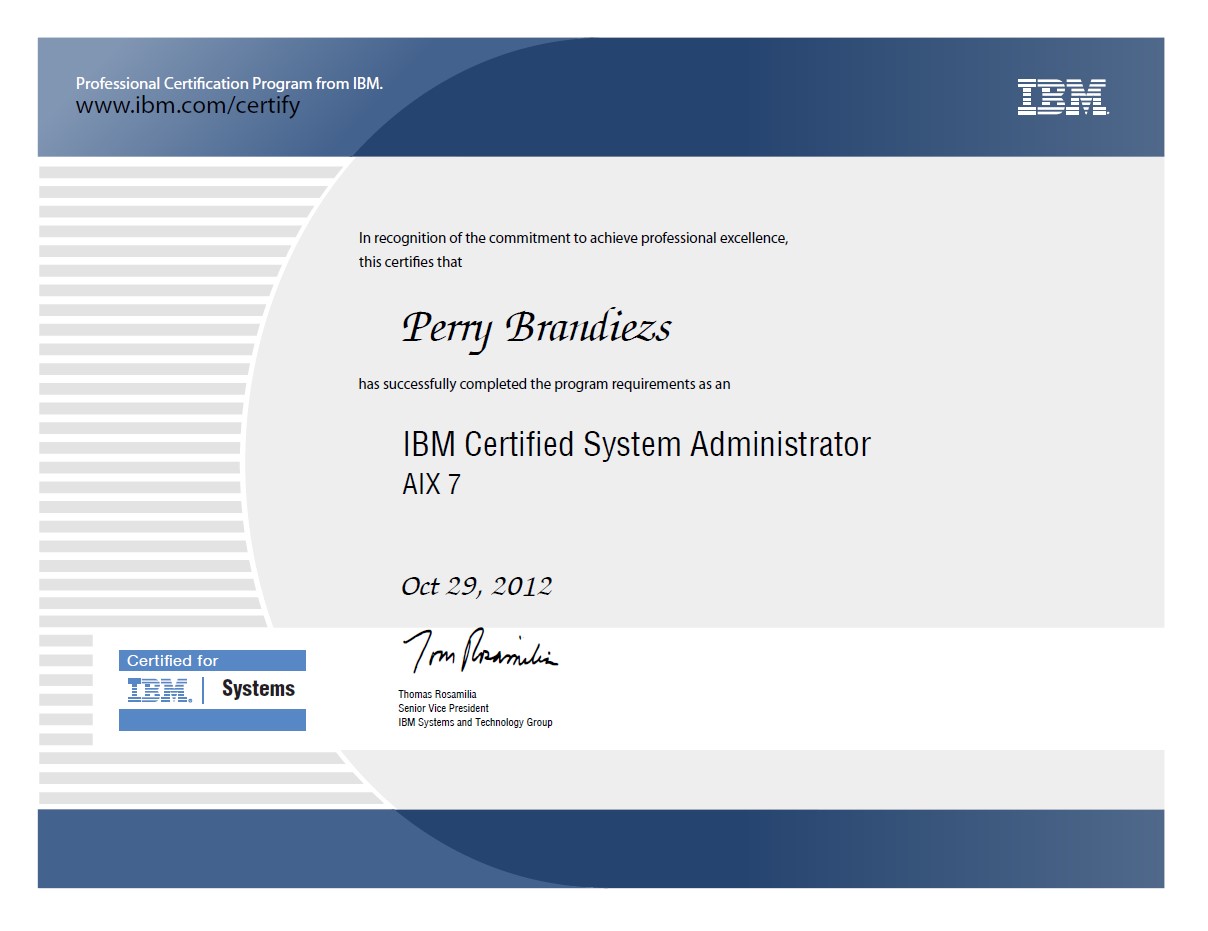 Professional Certification Program from IBM.
www.ibm.com/certify
IBM.
In recognition of the commitment to achieve professional excellence,
this certifies that
Perry Brandiezs
has successfully completed the program requirements as an
IBM Certified System Administrator
AIX 7
Oct 29, 2012
Tom Rosamilia
Certified for
IBM. | Systems
Thomas Rosamilia
Senior Vice President
IBM Systems and Technology Group